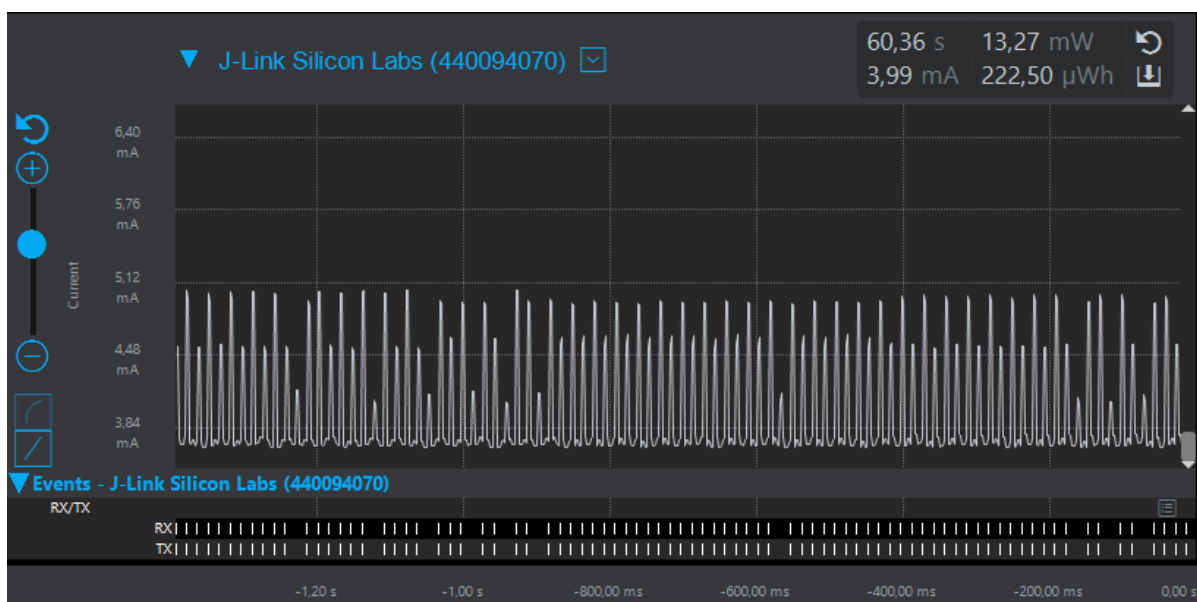 J-Link Silicon Labs (440094070)
60,36 s 13,27 mW
3,99 mA 222,50 µWh
6,40
mA
5,76
mA
5,12
mA
4,48
mA
3,84
mA
Current
Events - J-Link Silicon Labs (440094070)
RX/TX
RX
TX
-1,20 s -1,00 s -800,00 ms -600,00 ms -400,00 ms -200,00 ms 0,00 s